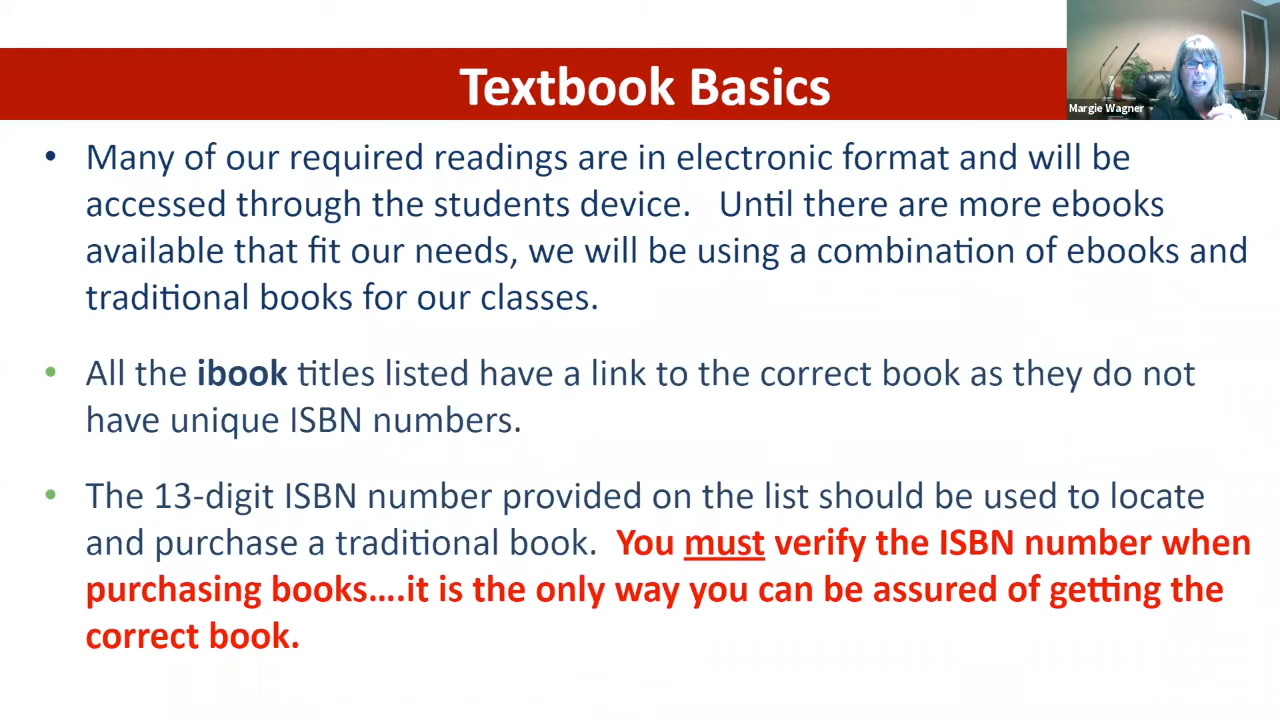 Textbook Basics
Margie Wagner
• Many of our required readings are in electronic format and will be
accessed through the students device.   Until there are more ebooks
available that fit our needs, we will be using a combination of ebooks and
traditional books for our classes.
• All the ibook titles listed have a link to the correct book as they do not
have unique ISBN numbers.
• The 13-digit ISBN number provided on the list should be used to locate
and purchase a traditional book.  You must verify the ISBN number when
purchasing books….it is the only way you can be assured of getting the
correct book.